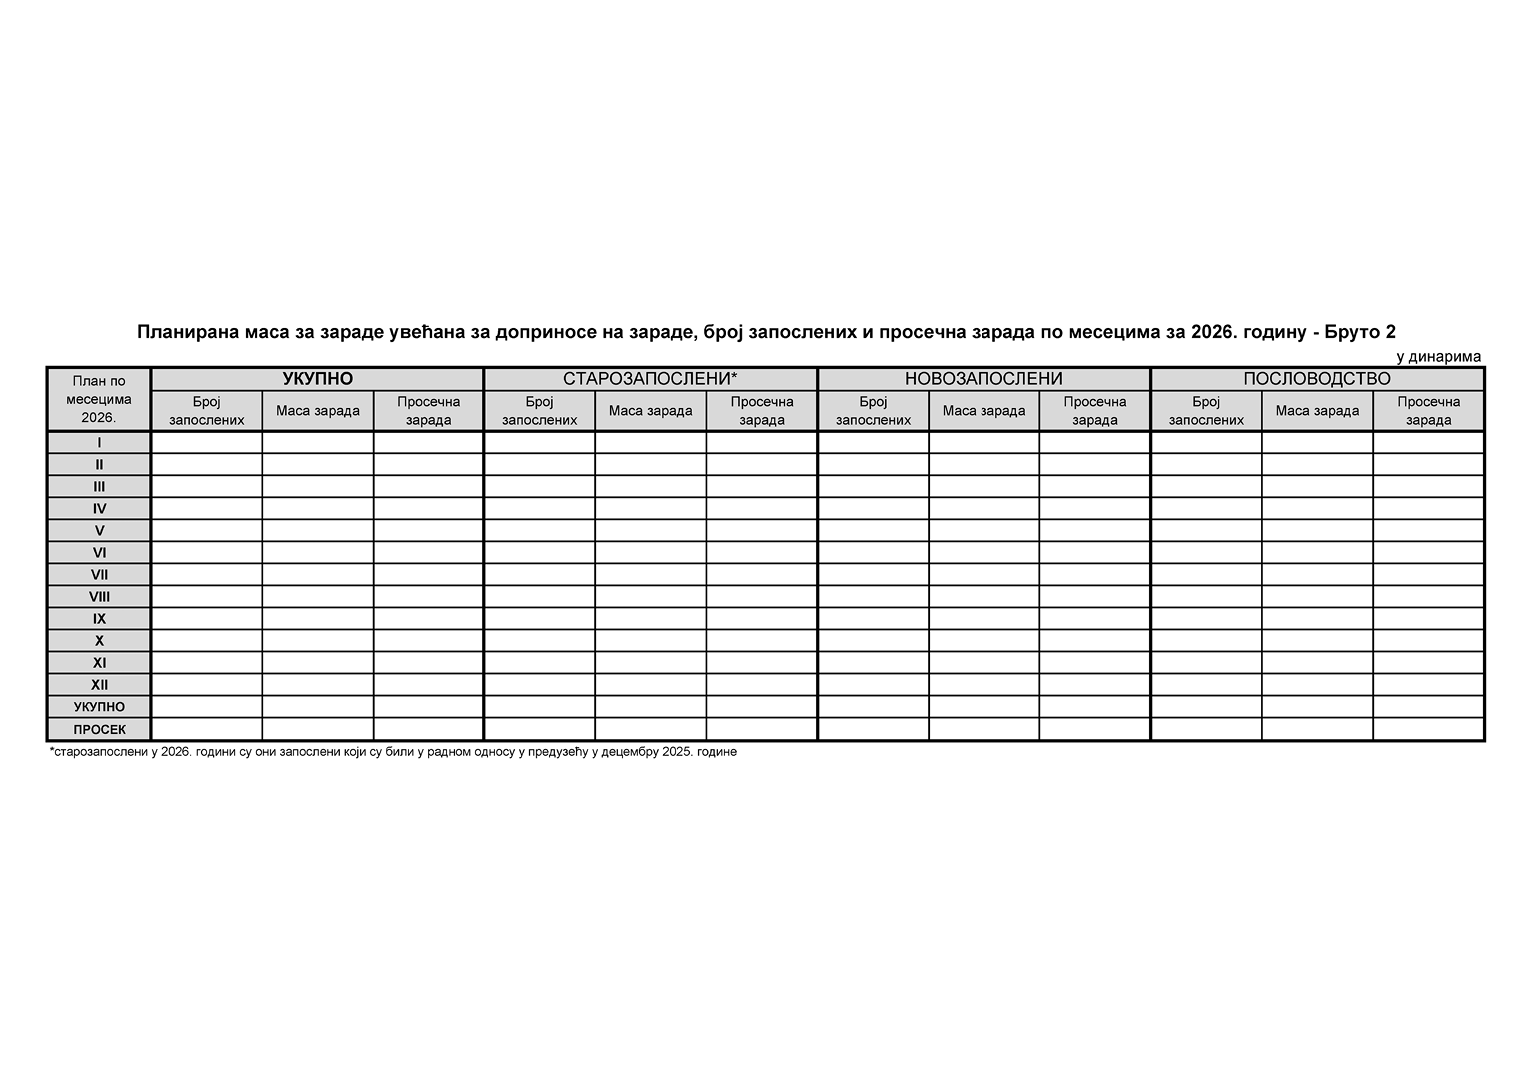 Планирана маса за зараде увећана за доприносе на зараде, број запослених и просечна зарада по месецима за 2026. годину - Бруто 2
у динарима
План по месецима 2026. УКУПНО СТАРОЗАПОСЛЕНИ* НОВОЗАПОСЛЕНИ ПОСЛОВОДСТВО
Број запослених Маса зарада Просечна зарада Број запослених Маса зарада Просечна зарада Број запослених Маса зарада Просечна зарада Број запослених Маса зарада Просечна зарада
I
II
III
IV
V
VI
VII
VIII
IX
X
XI
XII
УКУПНО
ПРОСЕК
*старозапослени у 2026. години су они запослени који су били у радном односу у предузећу у децембру 2025. године